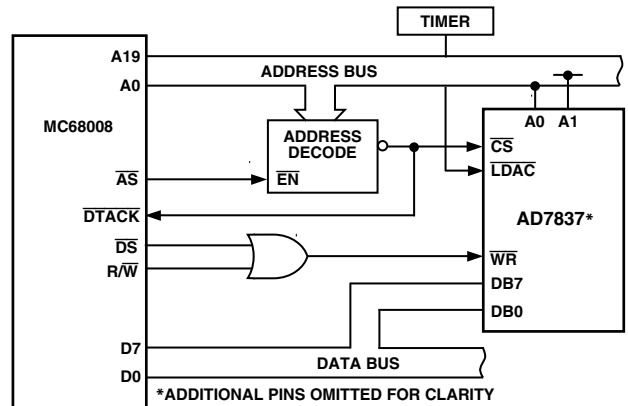 TIMER
A19
ADDRESS BUS
A0
MC68008
A0 A1
ADDRESS
DECODE
CS
LDAC
AS
EN
AD7837*
DTACK
DS
WR
R/W
DB7
DB0
D7
DATA BUS
D0
*ADDITIONAL PINS OMITTED FOR CLARITY